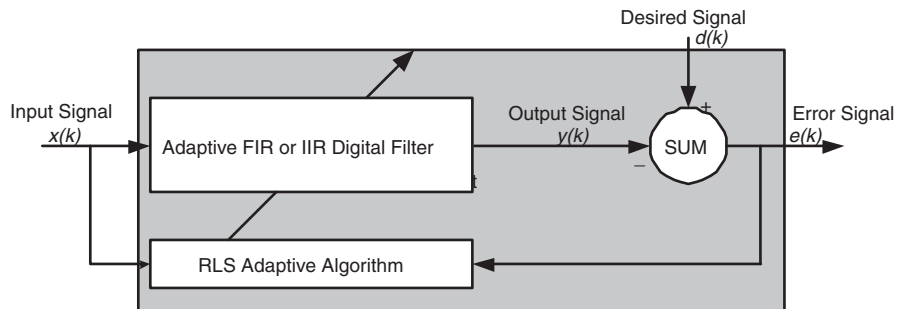 Desired Signal
d(k)
Input Signal
x(k)
Adaptive FIR or IIR Digital Filter
Output Signal
y(k)
+
−
SUM
Error Signal
e(k)
t
RLS Adaptive Algorithm